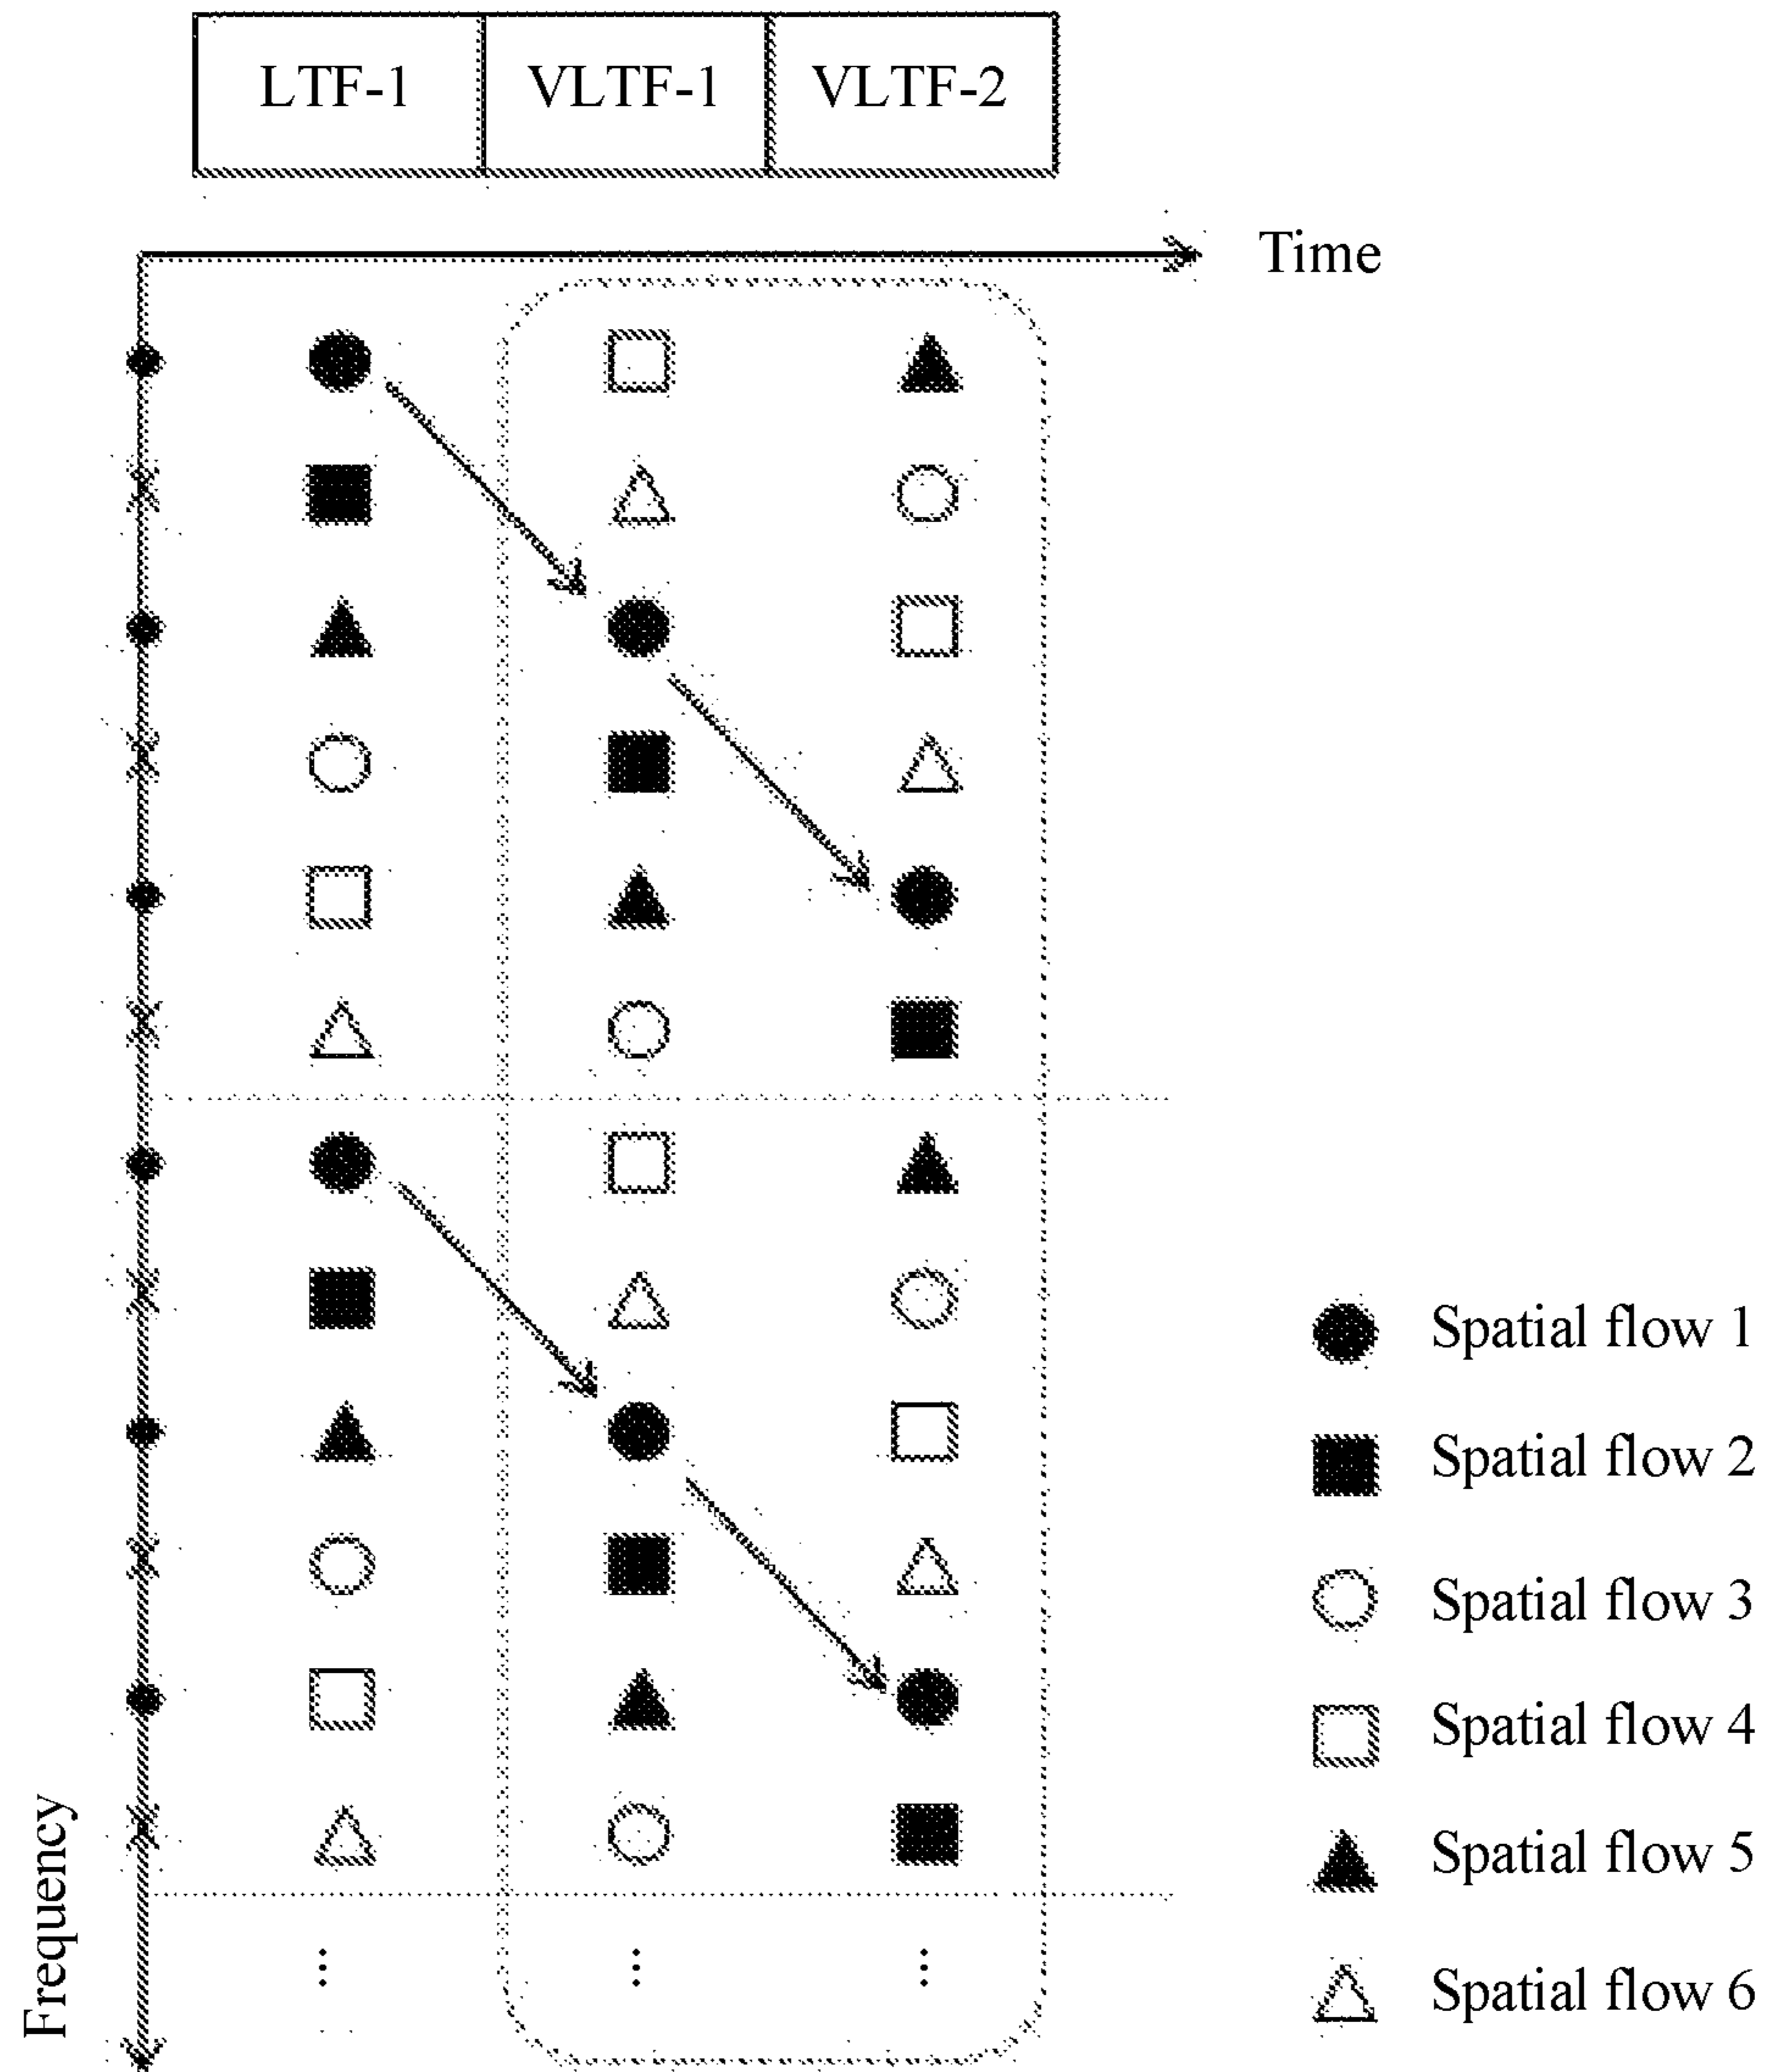 LTF-1 VLTF-1 VLTF-2
Time
Spatial flow 1
Spatial flow 2
Spatial flow 3
Spatial flow 4
Spatial flow 5
Spatial flow 6
Frequency